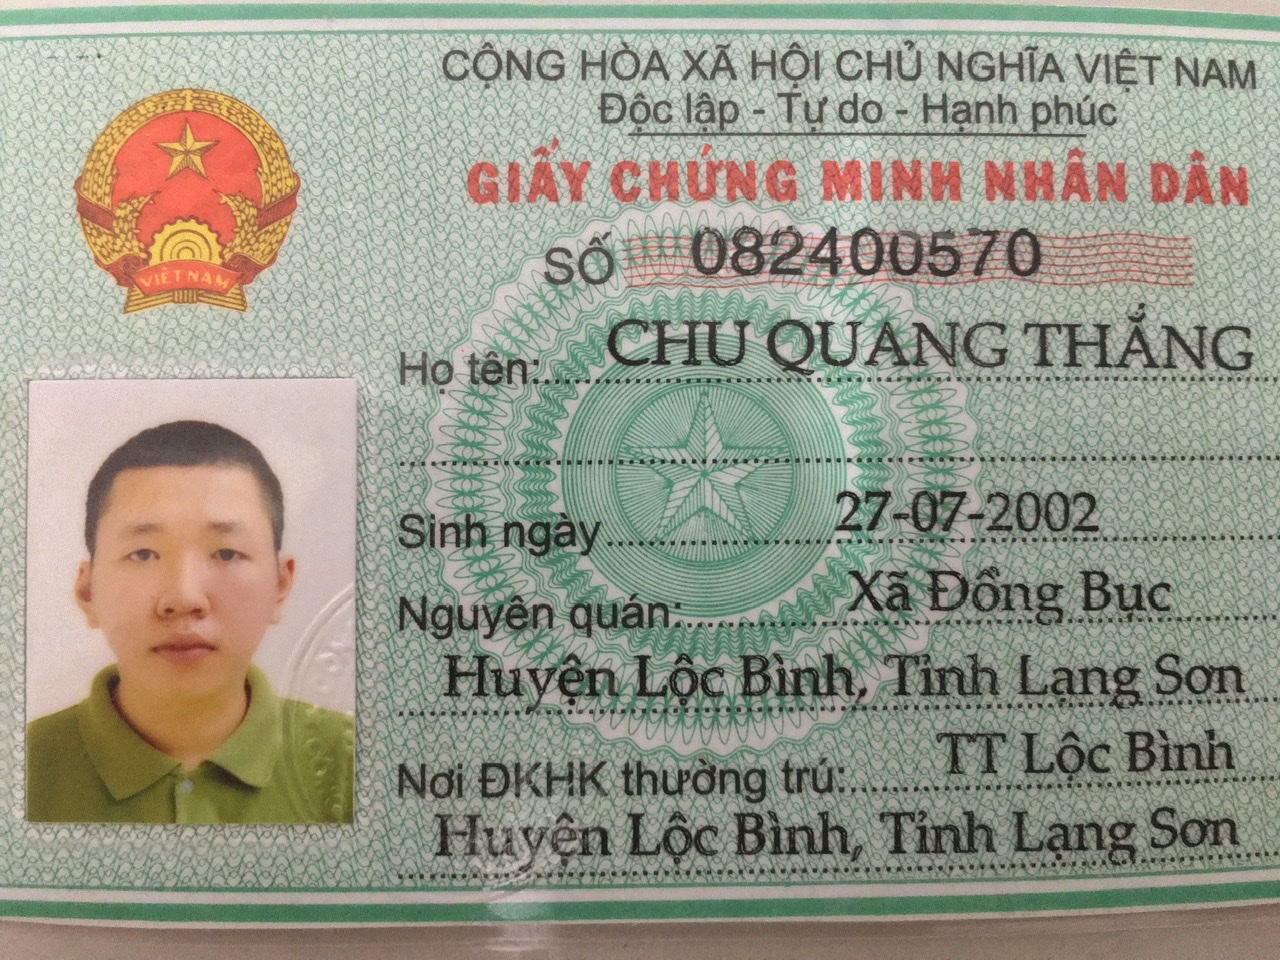 CỘNG HÒA XÃ HỘI CHỦ NGHĨA VIỆT NAM
Độc lập - Tự do - Hạnh phúc
GIẤY CHỨNG MINH NHÂN DÂN
SỐ 082400570
VIỆT NAM
Họ tên: CHU QUANG THẮNG
Sinh ngày 27-07-2002
Nguyên quán: Xã Đồng Bục
Huyện Lộc Bình, Tỉnh Lạng Sơn
Nơi ĐKHK thường trú: TT Lộc Bình
Huyện Lộc Bình, Tỉnh Lạng Sơn